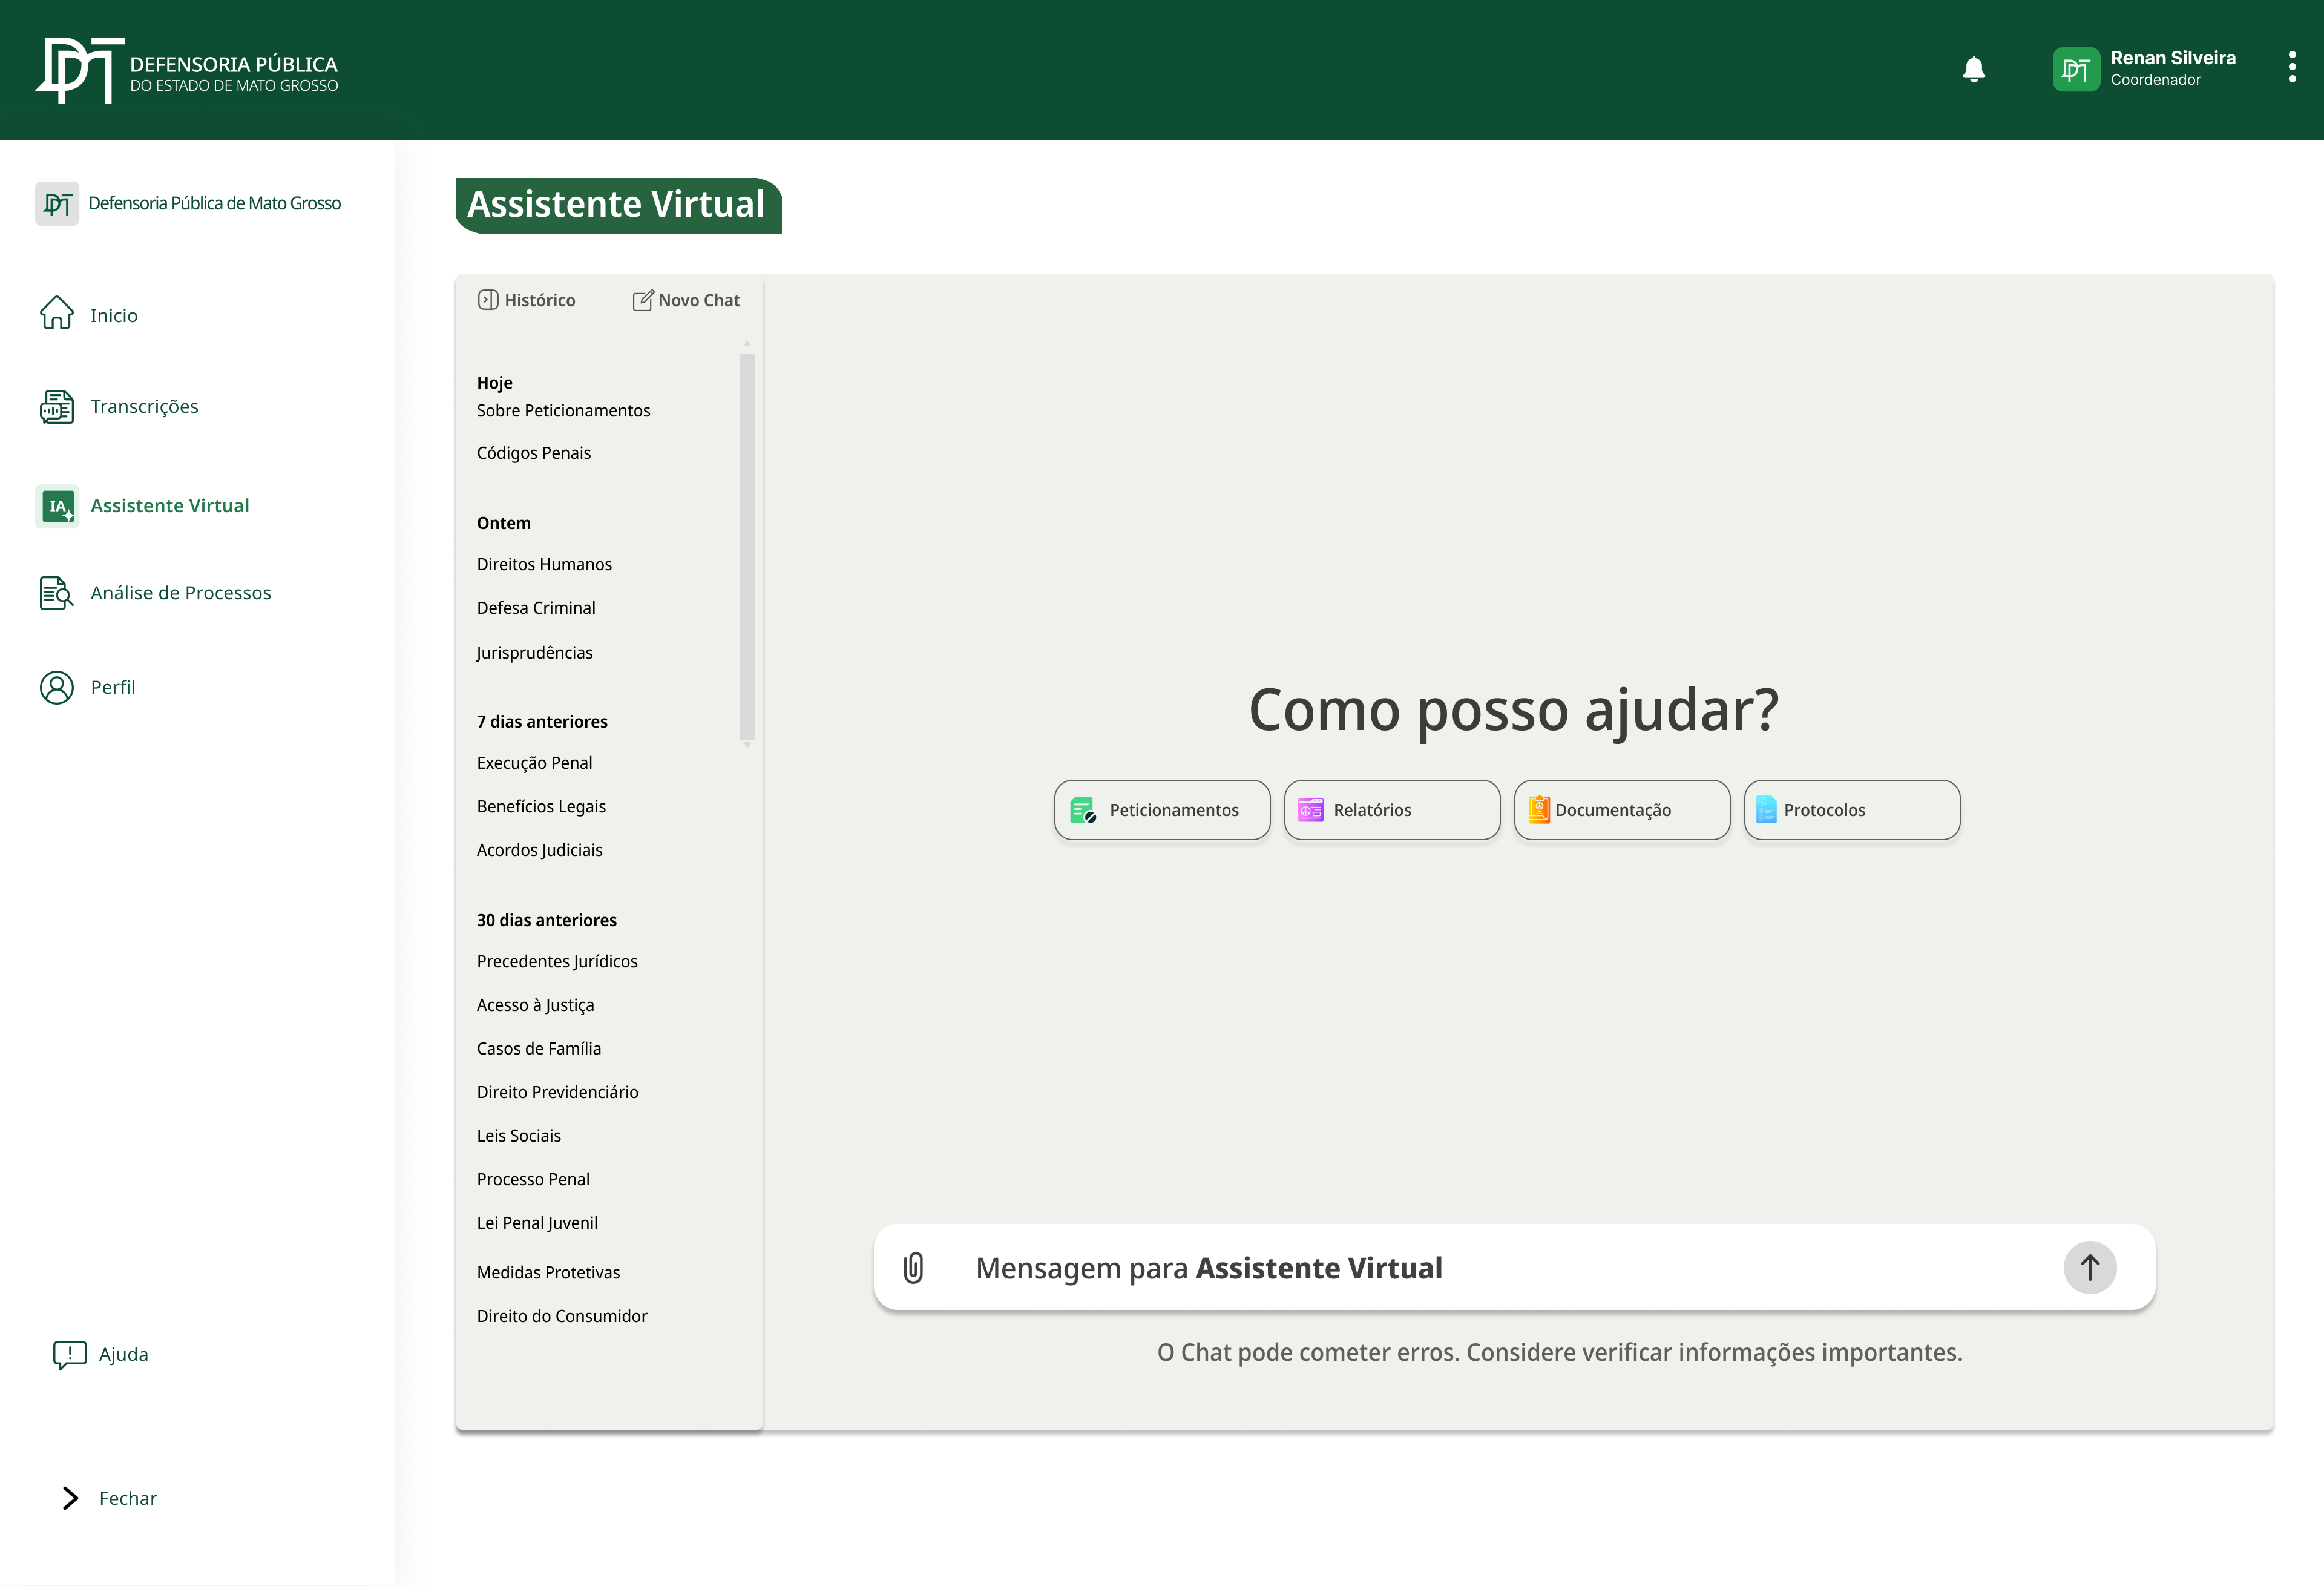 DEFENSORIA PÚBLICA
DO ESTADO DE MATO GROSSO
Renan Silveira
Coordenador
Defensoria Pública de Mato Grosso
Inicio
Transcrições
IA
Assistente Virtual
Análise de Processos
Perfil
Ajuda
Fechar
Assistente Virtual
Histórico
Novo Chat
Hoje
Sobre Peticionamentos
Códigos Penais
Ontem
Direitos Humanos
Defesa Criminal
Jurisprudências
7 dias anteriores
Execução Penal
Benefícios Legais
Acordos Judiciais
30 dias anteriores
Precedentes Jurídicos
Acesso à Justiça
Casos de Família
Direito Previdenciário
Leis Sociais
Processo Penal
Lei Penal Juvenil
Medidas Protetivas
Direito do Consumidor
Como posso ajudar?
Peticionamentos
Relatórios
Documentação
Protocolos
Mensagem para Assistente Virtual
O Chat pode cometer erros. Considere verificar informações importantes.